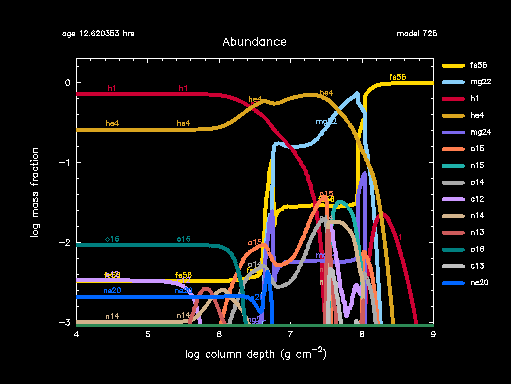 age 12.620353 hrs
model 726
Abundance
fe56
mg22
h1
he4
mg24
o15
n15
o14
c12
n14
n13
o16
c13
ne20
h1 h1
he4 he4
he4
he4
fe56
mg22
o15
o16 o16
fe56
ne20
n14 n14
0
-1
-2
-3
4 5 6 7 8 9
log mass fraction
log column depth (g cm-2)